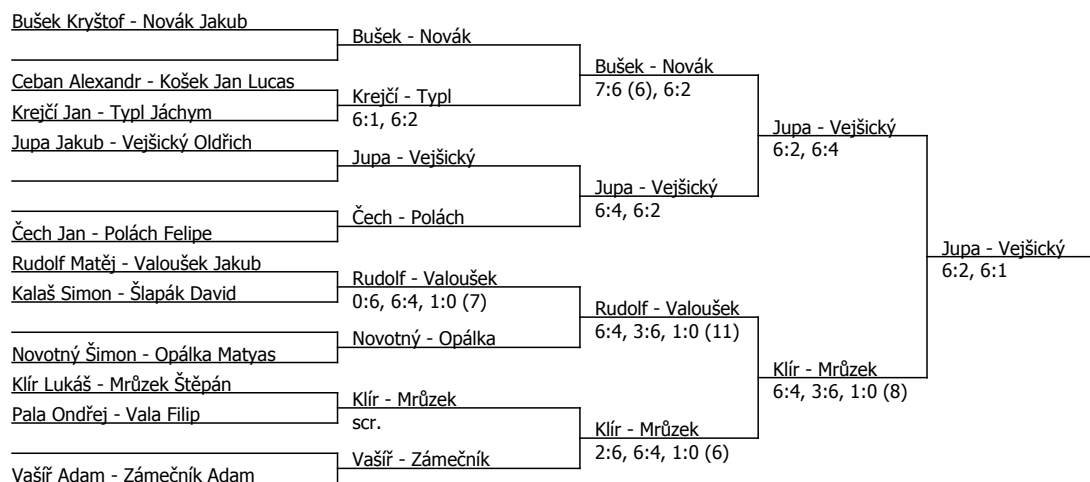 Bušek Kryštof - Novák Jakub
Bušek - Novák
Bušek - Novák
7:6 (6), 6:2
Ceban Alexandr - Košek Jan Lucas
Krejčí - Typl
6:1, 6:2
Krejčí Jan - Typl Jáchym
Jupa - Vejšický
6:2, 6:4
Jupa Jakub - Vejšický Oldřich
Jupa - Vejšický
Jupa - Vejšický
6:4, 6:2
Čech - Polách
Čech Jan - Polách Felipe
Jupa - Vejšický
6:2, 6:1
Rudolf Matěj - Valoušek Jakub
Rudolf - Valoušek
0:6, 6:4, 1:0 (7)
Kalaš Simon - Šlapák David
Rudolf - Valoušek
6:4, 3:6, 1:0 (11)
Novotný - Opálka
Novotný Šimon - Opálka Matyas
Klír - Mrůzek
6:4, 3:6, 1:0 (8)
Klír Lukáš - Mrůzek Štěpán
Klír - Mrůzek
scr.
Pala Ondřej - Vala Filip
Klír - Mrůzek
2:6, 6:4, 1:0 (6)
Vašíř - Zámečník
Vašíř Adam - Zámečník Adam